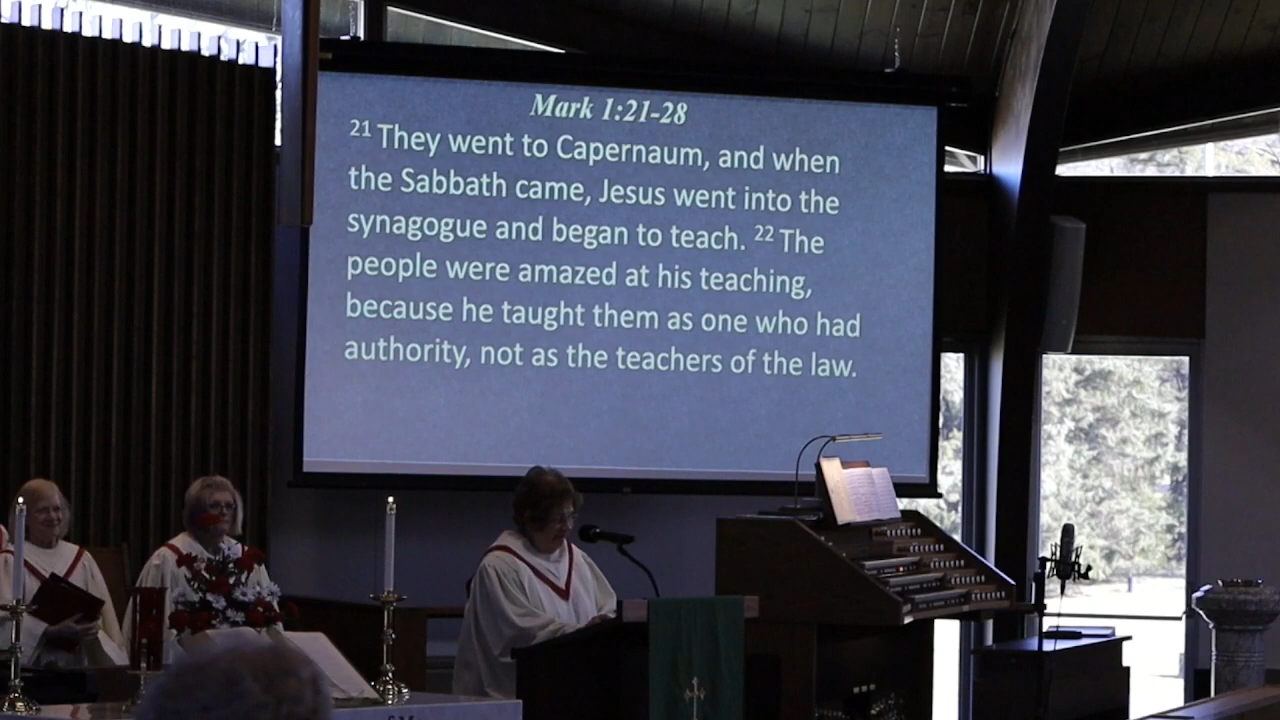 Mark 1:21-28
21 They went to Capernaum, and when
the Sabbath came, Jesus went into the
synagogue and began to teach. 22 The
people were amazed at his teaching,
because he taught them as one who had
authority, not as the teachers of the law.